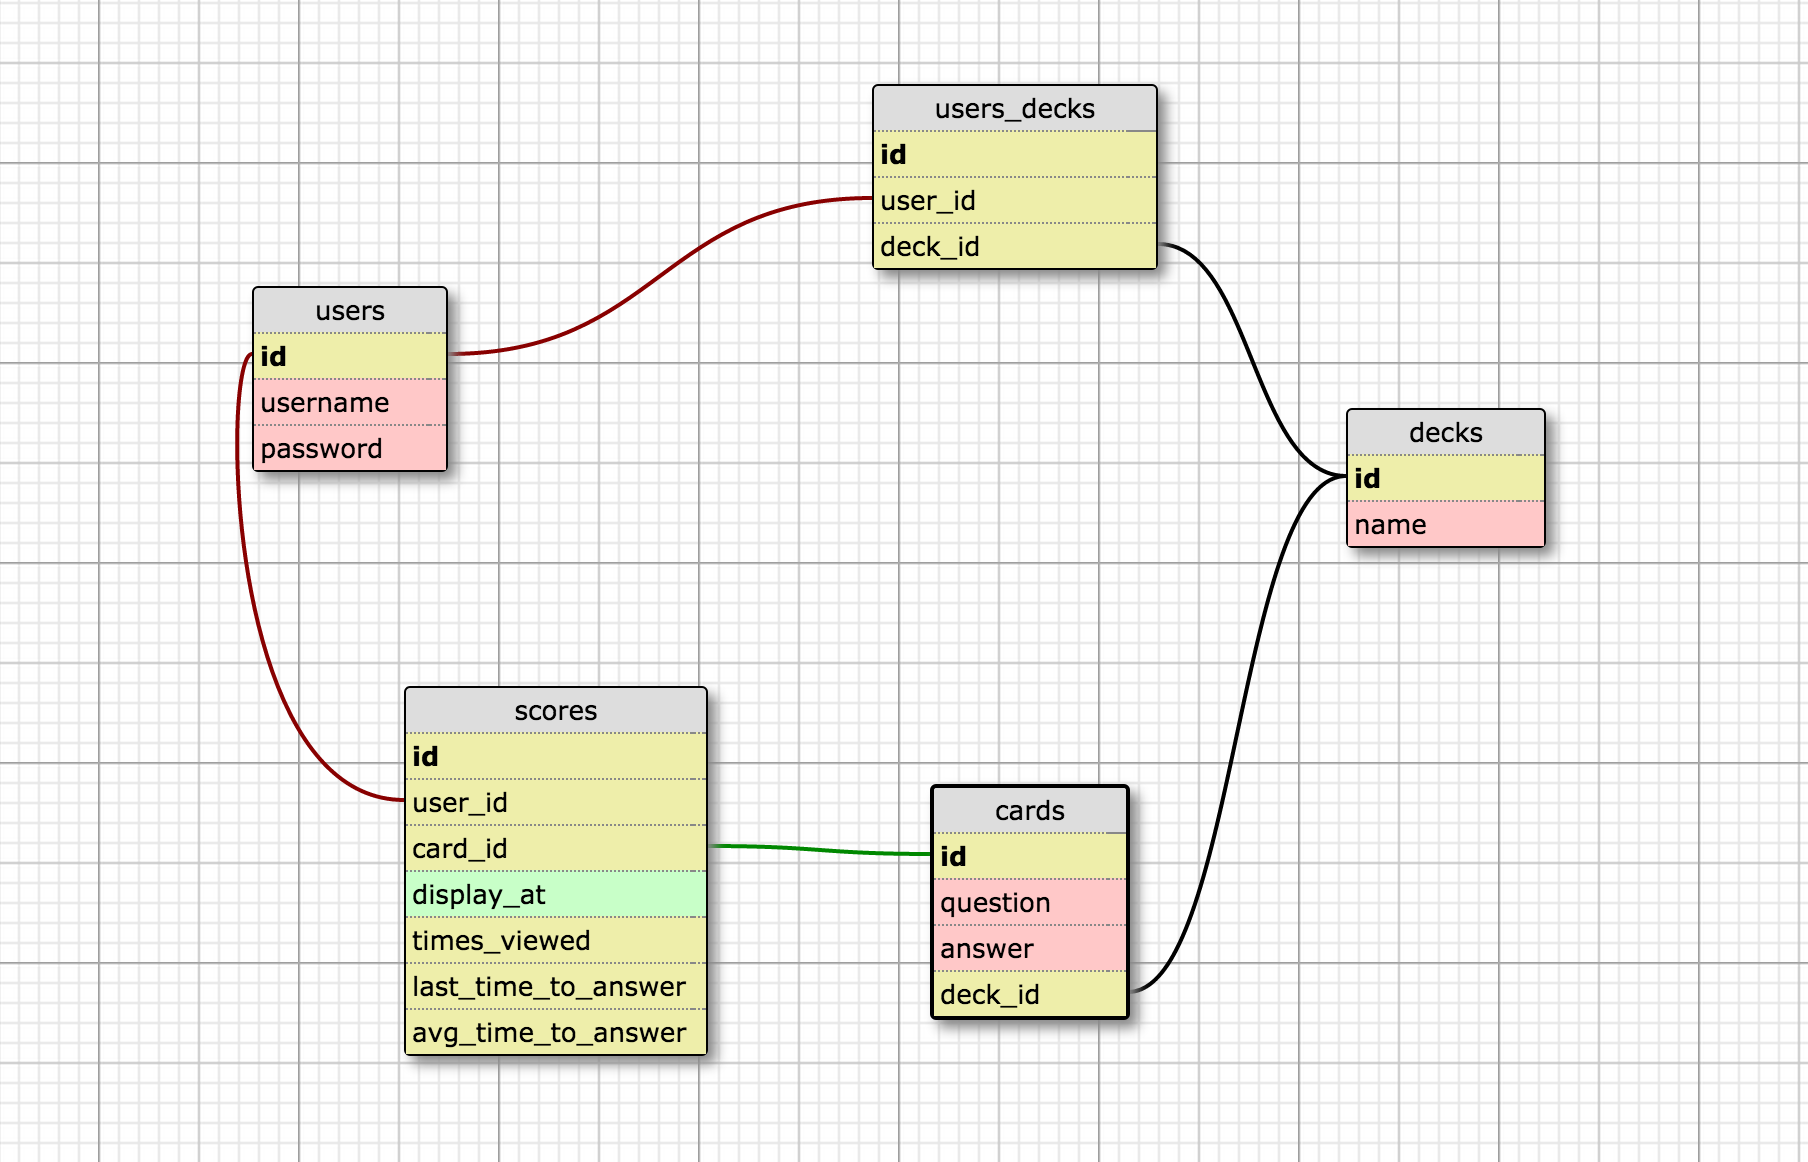 users_decks
id
user_id
deck_id
users
id
username
password
decks
id
name
scores
id
user_id
card_id
display_at
times_viewed
last_time_to_answer
avg_time_to_answer
cards
id
question
answer
deck_id